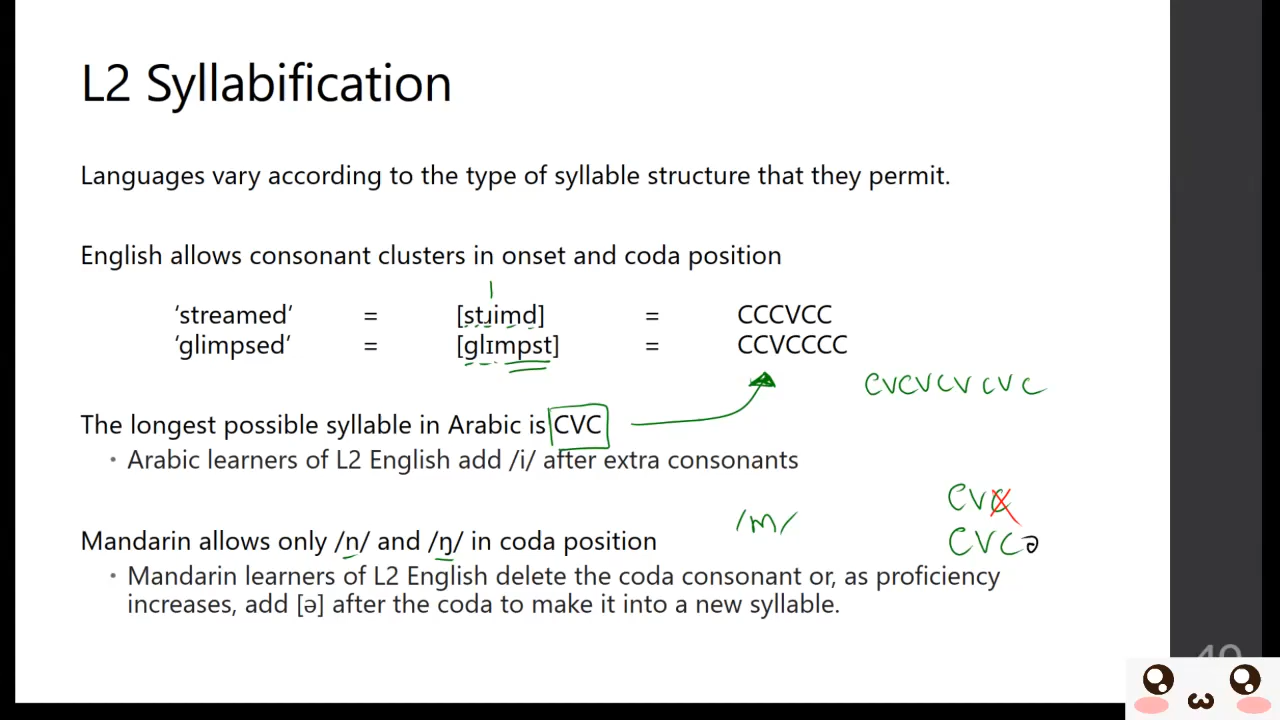 L2 Syllabification
Languages vary according to the type of syllable structure that they permit.
English allows consonant clusters in onset and coda position
‘streamed’ = [stɹimd] = CCCVCC
‘glimpsed’ = [glɪmpst] = CCVCCCC
CVCVCVCVC
The longest possible syllable in Arabic is CVC
• Arabic learners of L2 English add /i/ after extra consonants
CVC
/m/
Mandarin allows only /n/ and /ŋ/ in coda position
CVCə
• Mandarin learners of L2 English delete the coda consonant or, as proficiency
increases, add [ə] after the coda to make it into a new syllable.